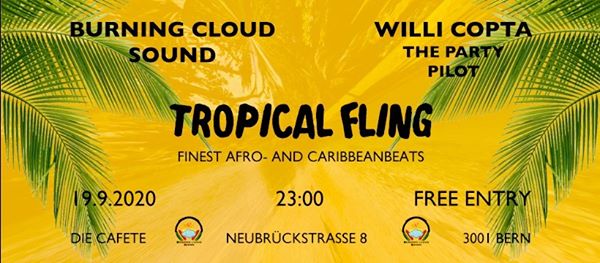 BURNING CLOUD
SOUND
WILLI COPTA
THE PARTY
PILOT
TROPICAL FLING
FINEST AFRO- AND CARIBBEANBEATS
19.9.2020 23:00 FREE ENTRY
DIE CAFETE NEUBRÜCKSTRASSE 8 3001 BERN